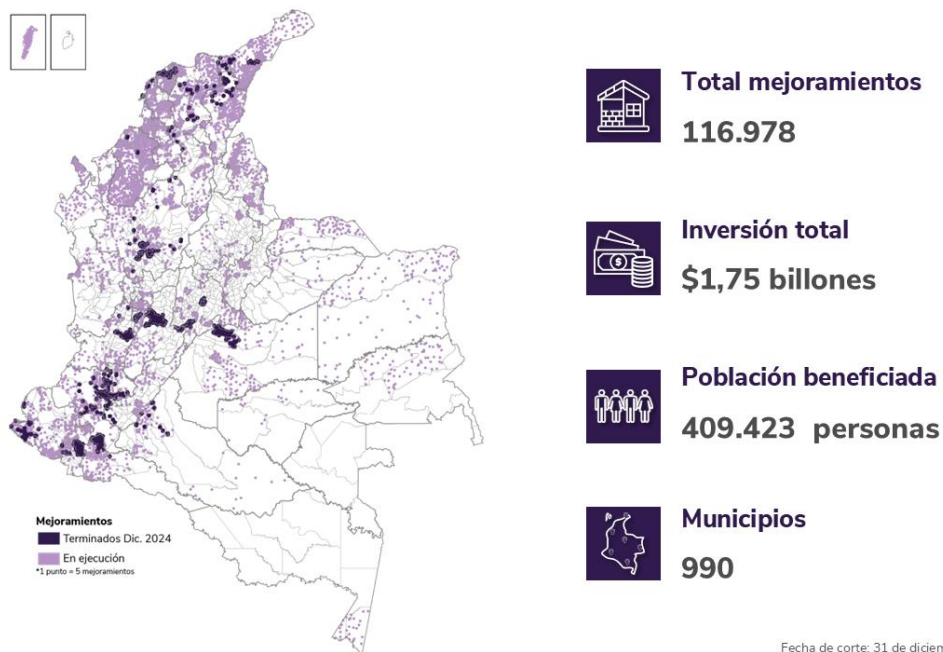 Total mejoramientos
116.978
Inversión total
$1,75 billones
Población beneficiada
409.423 personas
Municipios
990
Mejoramientos
Terminados Dic. 2024
En ejecución
*1 punto = 5 mejoramientos
Fecha de corte: 31 de diciem